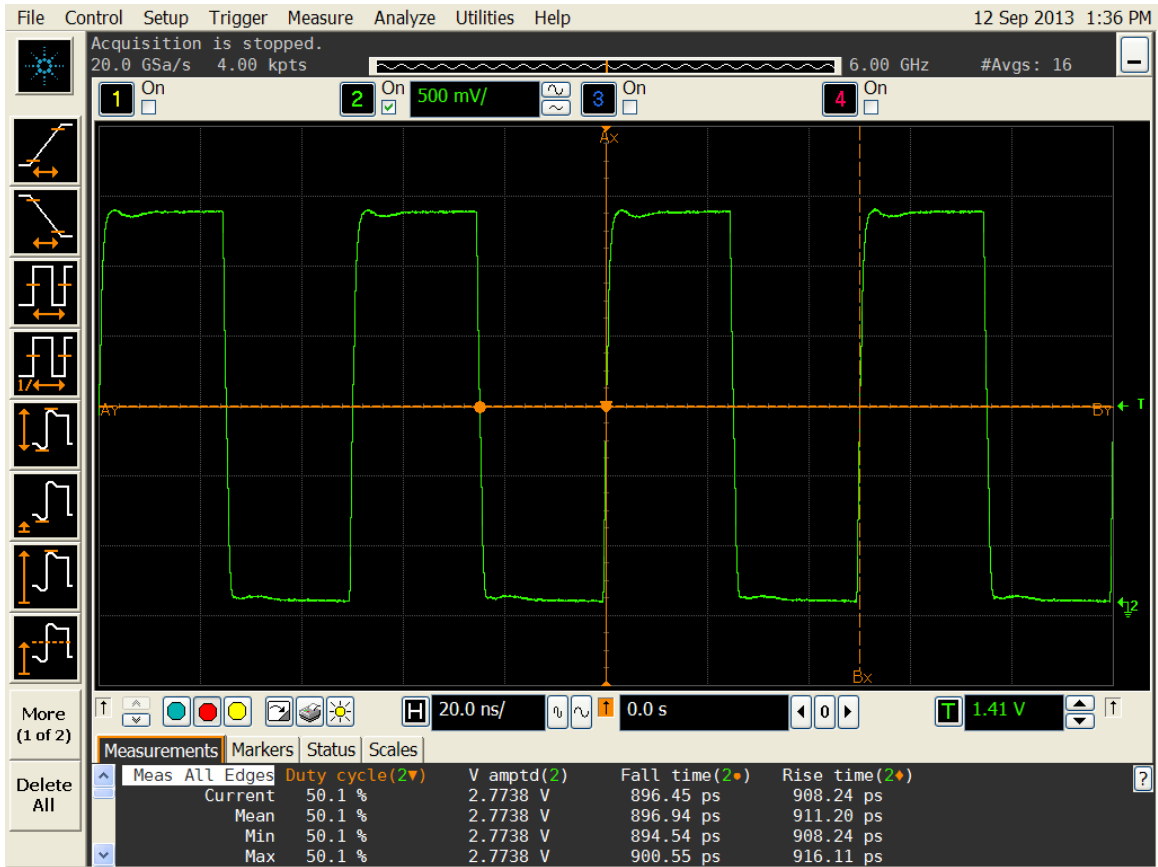 File Control Setup Trigger Measure Analyze Utilities Help 12 Sep 2013 1:36 PM
Acquisition is stopped.
20.0 GSa/s 4.00 kpts 6.00 GHz #Avgs: 16
1 On 2 On 500 mV/ 3 On 4 On
Ax
1/
AY BY T
2
Bx
More
(1 of 2)
Delete
All
H 20.0 ns/ 0.0 s 0 T 1.41 V
Measurements Markers Status Scales
Meas All Edges Duty cycle(2▼) V amptd(2) Fall time(2●) Rise time(2♦) ?
Current 50.1 % 2.7738 V 896.45 ps 908.24 ps
Mean 50.1 % 2.7738 V 896.94 ps 911.20 ps
Min 50.1 % 2.7738 V 894.54 ps 908.24 ps
Max 50.1 % 2.7738 V 900.55 ps 916.11 ps